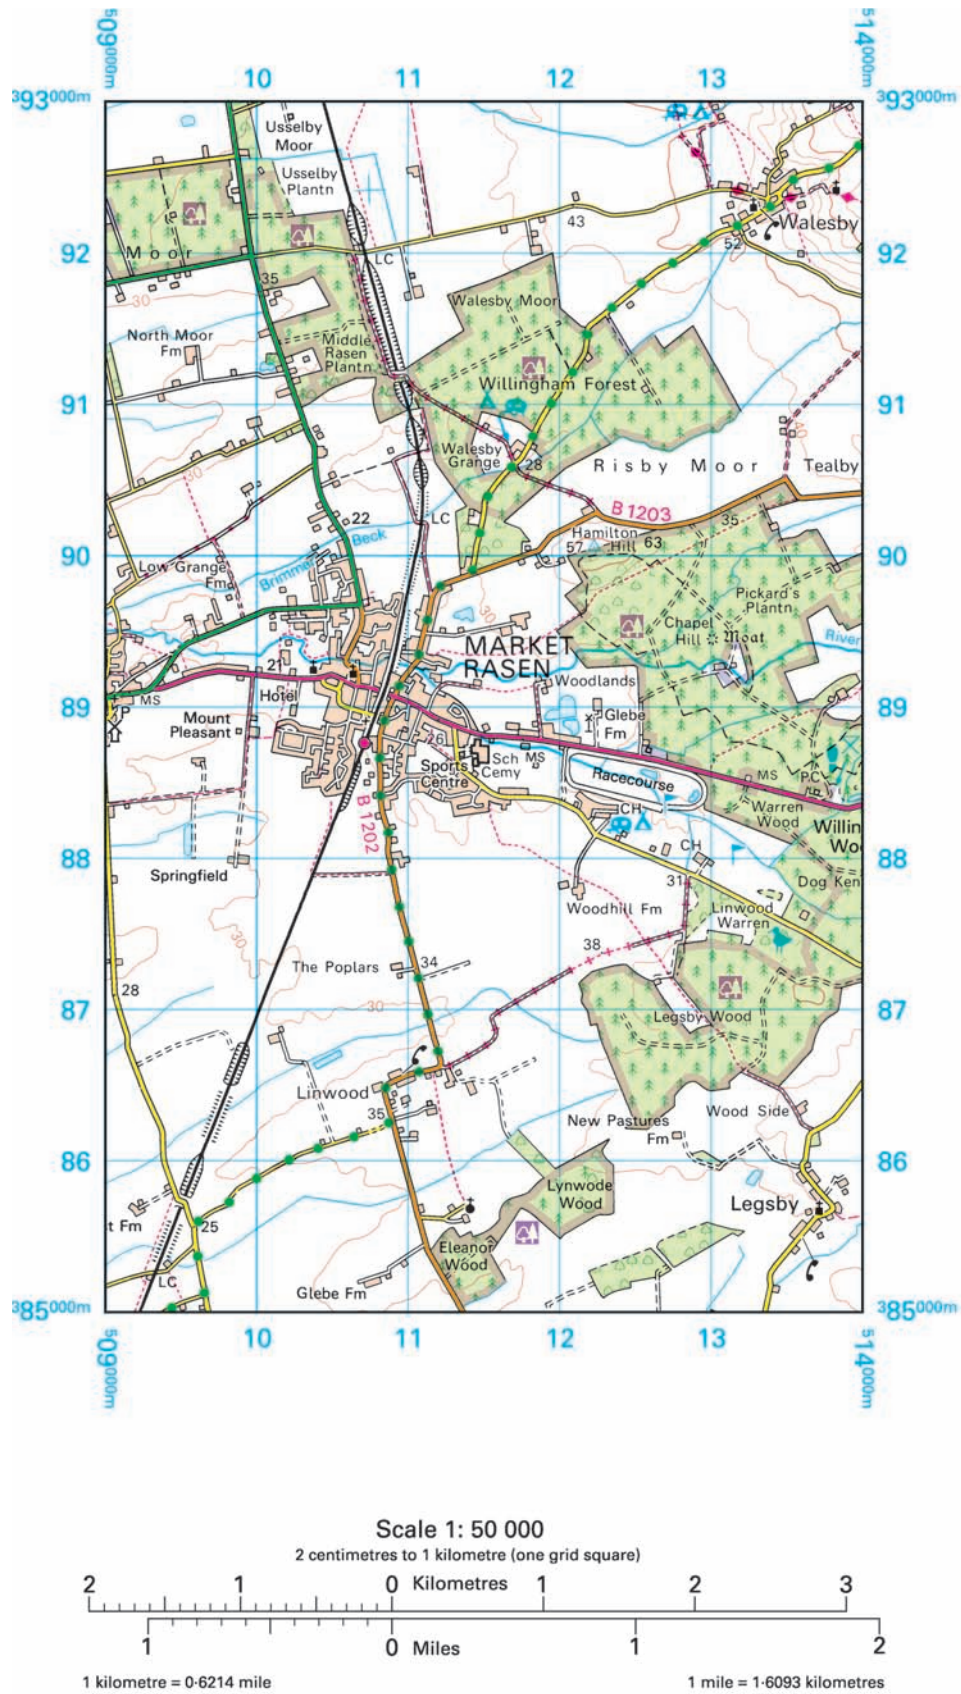 ⁵09⁰⁰⁰ᵐ
10
11
12
13
⁵14⁰⁰⁰ᵐ
³93⁰⁰⁰ᵐ
93⁰⁰⁰ᵐ
Usselby
Moor
Usselby
Plantn
43
Walesby
52
92
92
Moor
LC
35
30
Walesby Moor
North Moor
Fm
Middle
Rasen
Plantn
Willingham Forest
91
91
40
Walesby
Grange
28
Risby Moor
Tealby
30
B 1203
35
LC
22
Hamilton
Hill
57
63
90
90
Brimmer Beck
Low Grange
Fm
Pickard's
Plantn
30
Chapel
Hill
Moat
River
MARKET
RASEN
21
Woodlands
Hotel
MS
89
89
P
Mount
Pleasant
Glebe
Fm
26
Sch
MS
Sports
Centre
Cemy
Racecourse
MS
PC
B 1202
CH
Warren
Wood
Willin
Wo
88
88
CH
Springfield
Dog Ken
31
Woodhill Fm
Linwood
Warren
30
38
The Poplars
34
28
30
87
87
Legsby Wood
Linwood
35
New Pastures
Fm
Wood Side
86
86
Lynwode
Wood
Legsby
t Fm
25
Eleanor
Wood
LC
Glebe Fm
³85⁰⁰⁰ᵐ
³85⁰⁰⁰ᵐ
⁵09⁰⁰⁰ᵐ
10
11
12
13
⁵14⁰⁰⁰ᵐ
Scale 1: 50 000
2 centimetres to 1 kilometre (one grid square)
2 1 0 Kilometres 1 2 3
1 0 Miles 1 2
1 kilometre = 0·6214 mile
1 mile = 1·6093 kilometres